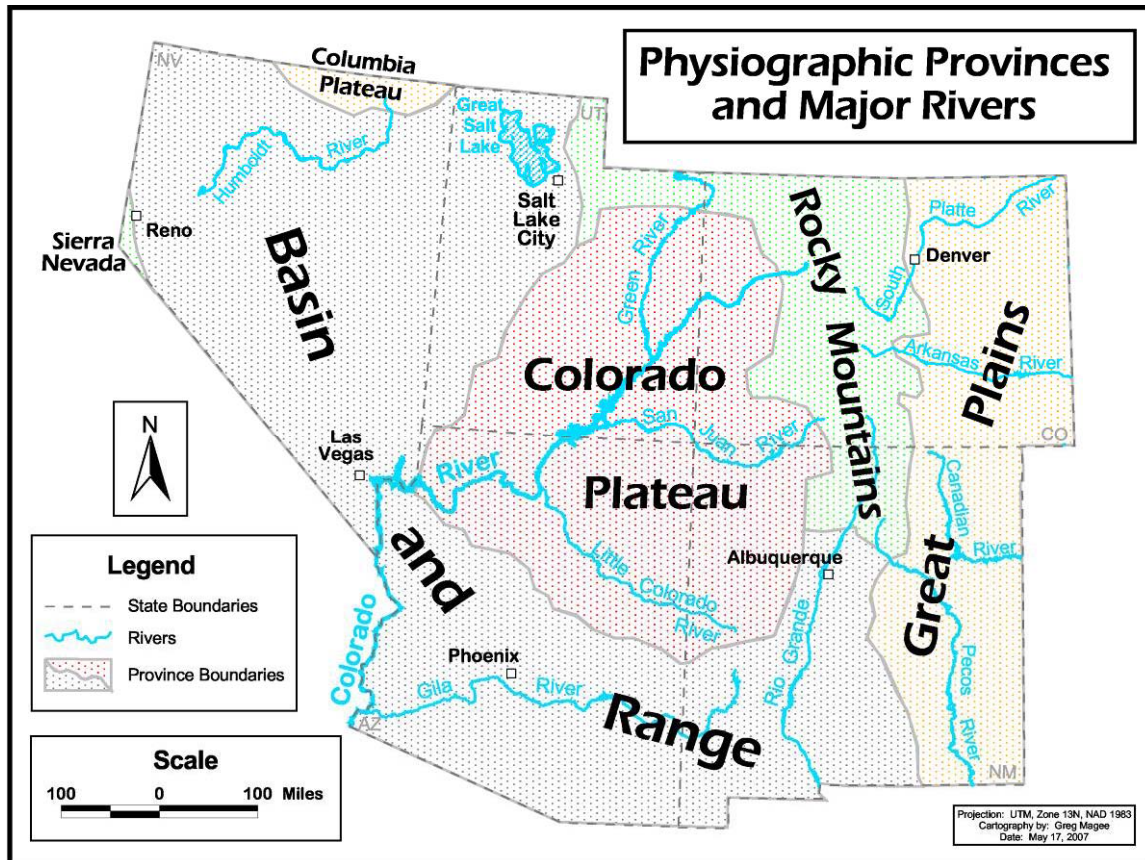 Physiographic Provinces
and Major Rivers
NV
Columbia
Plateau
Great
Salt
Lake
UT
Humboldt River
Salt
Lake
City
Reno
Sierra
Nevada
Green River
Rocky Mountains
South Platte River
Denver
Arkansas River
Great Plains
CO
Basin and Range
Colorado
Plateau
San Juan River
Las
Vegas
Colorado River
Little Colorado River
Albuquerque
Canadian River
Rio Grande
Pecos River
Phoenix
Gila River
AZ
NM
N
Legend
State Boundaries
Rivers
Province Boundaries
Scale
100 0 100 Miles
Projection: UTM, Zone 13N, NAD 1983
Cartography by: Greg Magee
Date: May 17, 2007